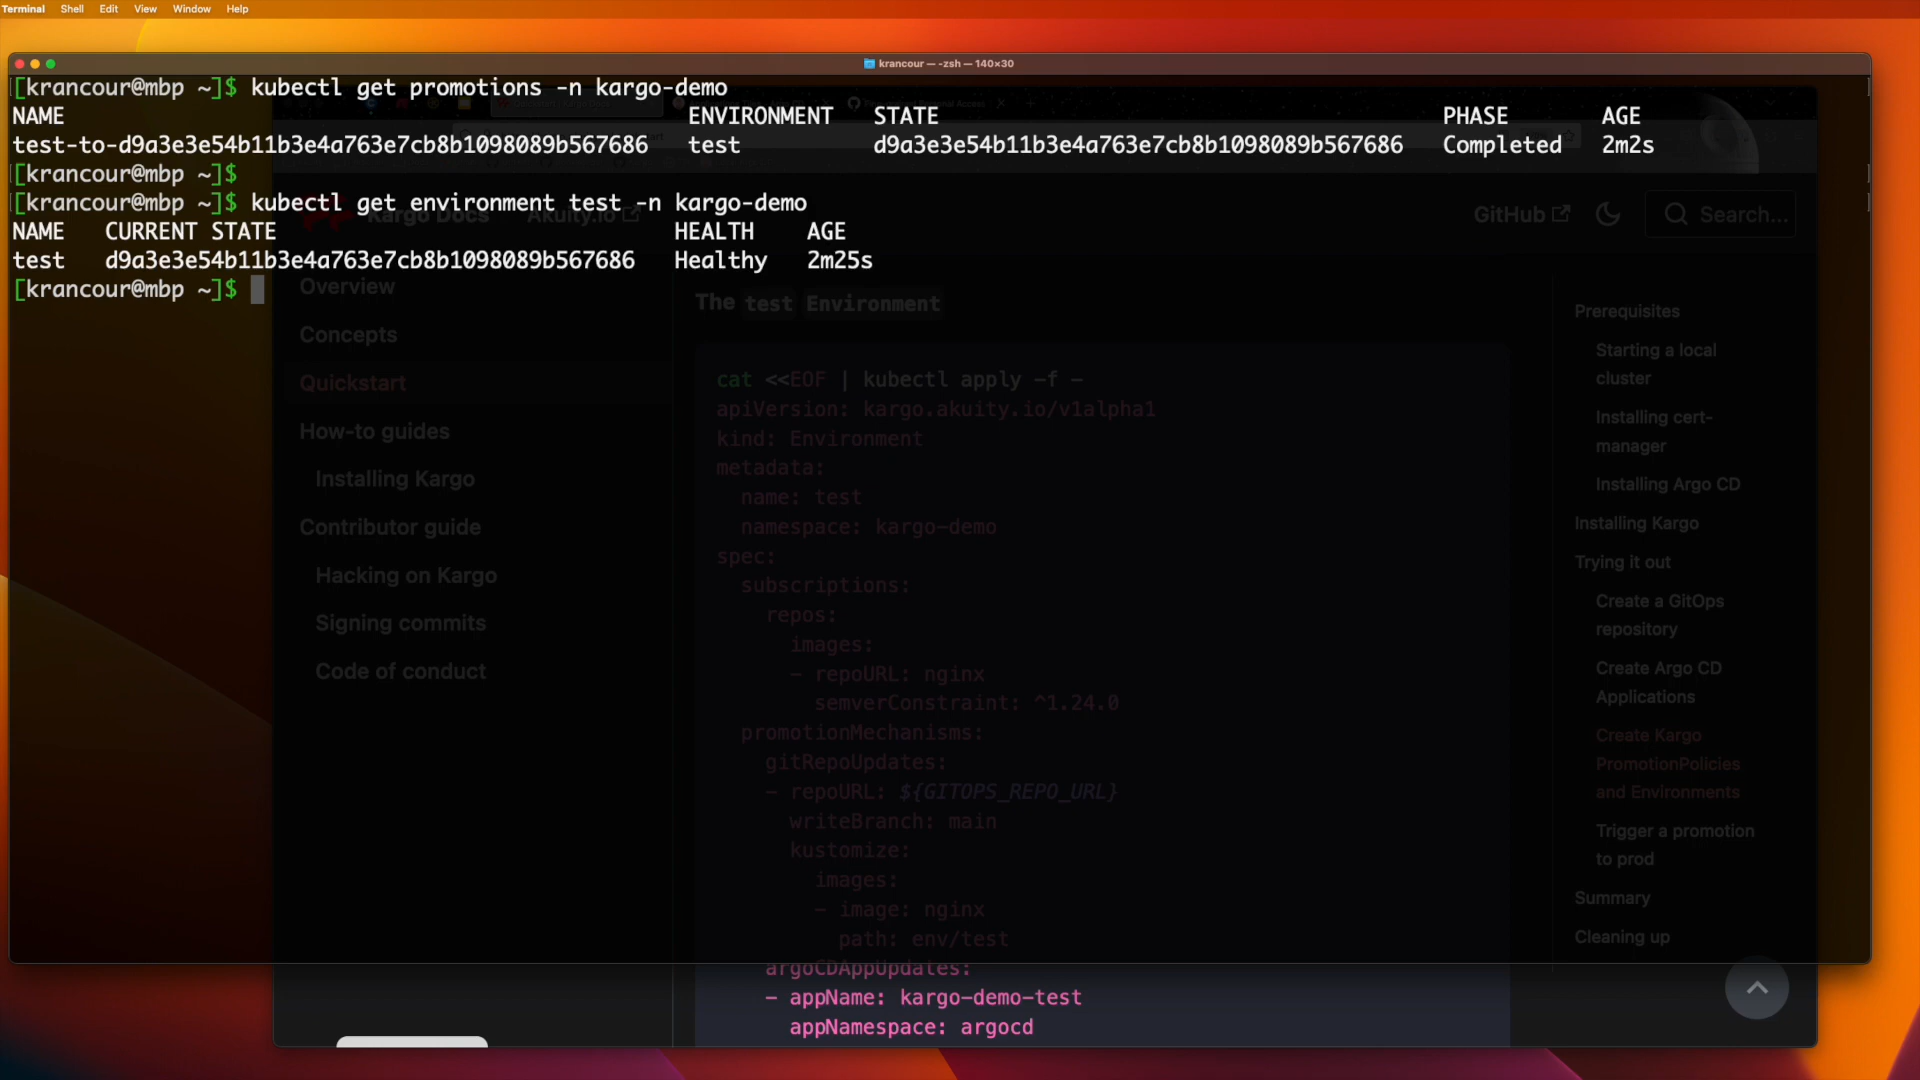 Terminal Shell Edit View Window Help
krancour — -zsh — 140×30
[krancour@mbp ~]$ kubectl get promotions -n kargo-demo
NAME ENVIRONMENT STATE PHASE AGE
test-to-d9a3e3e54b11b3e4a763e7cb8b1098089b567686 test d9a3e3e54b11b3e4a763e7cb8b1098089b567686 Completed 2m2s
[krancour@mbp ~]$
[krancour@mbp ~]$ kubectl get environment test -n kargo-demo
NAME CURRENT STATE HEALTH AGE
test d9a3e3e54b11b3e4a763e7cb8b1098089b567686 Healthy 2m25s
[krancour@mbp ~]$
Kargo Docs Akuity.io GitHub Search...
Overview
Concepts
Quickstart
How-to guides
Installing Kargo
Contributor guide
Hacking on Kargo
Signing commits
Code of conduct
The test Environment
cat <<EOF | kubectl apply -f -
apiVersion: kargo.akuity.io/v1alpha1
kind: Environment
metadata:
name: test
namespace: kargo-demo
spec:
subscriptions:
repos:
images:
- repoURL: nginx
semverConstraint: ^1.24.0
promotionMechanisms:
gitRepoUpdates:
- repoURL: ${GITOPS_REPO_URL}
writeBranch: main
kustomize:
images:
- image: nginx
path: env/test
argoCDAppUpdates:
- appName: kargo-demo-test
appNamespace: argocd
Prerequisites
Starting a local
cluster
Installing cert-
manager
Installing Argo CD
Installing Kargo
Trying it out
Create a GitOps
repository
Create Argo CD
Applications
Create Kargo
PromotionPolicies
and Environments
Trigger a promotion
to prod
Summary
Cleaning up